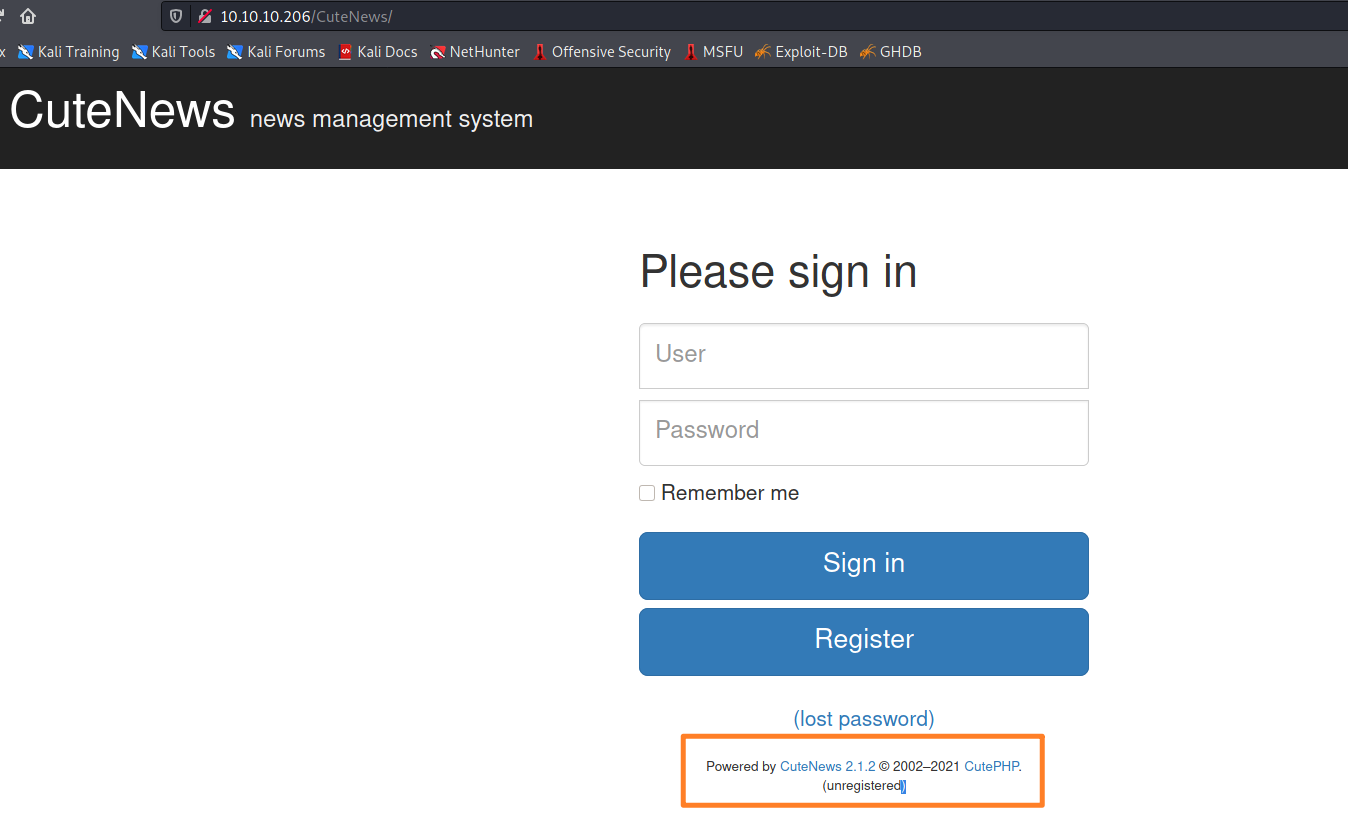 10.10.10.206/CuteNews/
x Kali Training Kali Tools Kali Forums Kali Docs NetHunter Offensive Security MSFU Exploit-DB GHDB
CuteNews news management system
Please sign in
User
Password
Remember me
Sign in
Register
(lost password)
Powered by CuteNews 2.1.2 © 2002–2021 CutePHP.
(unregistered)